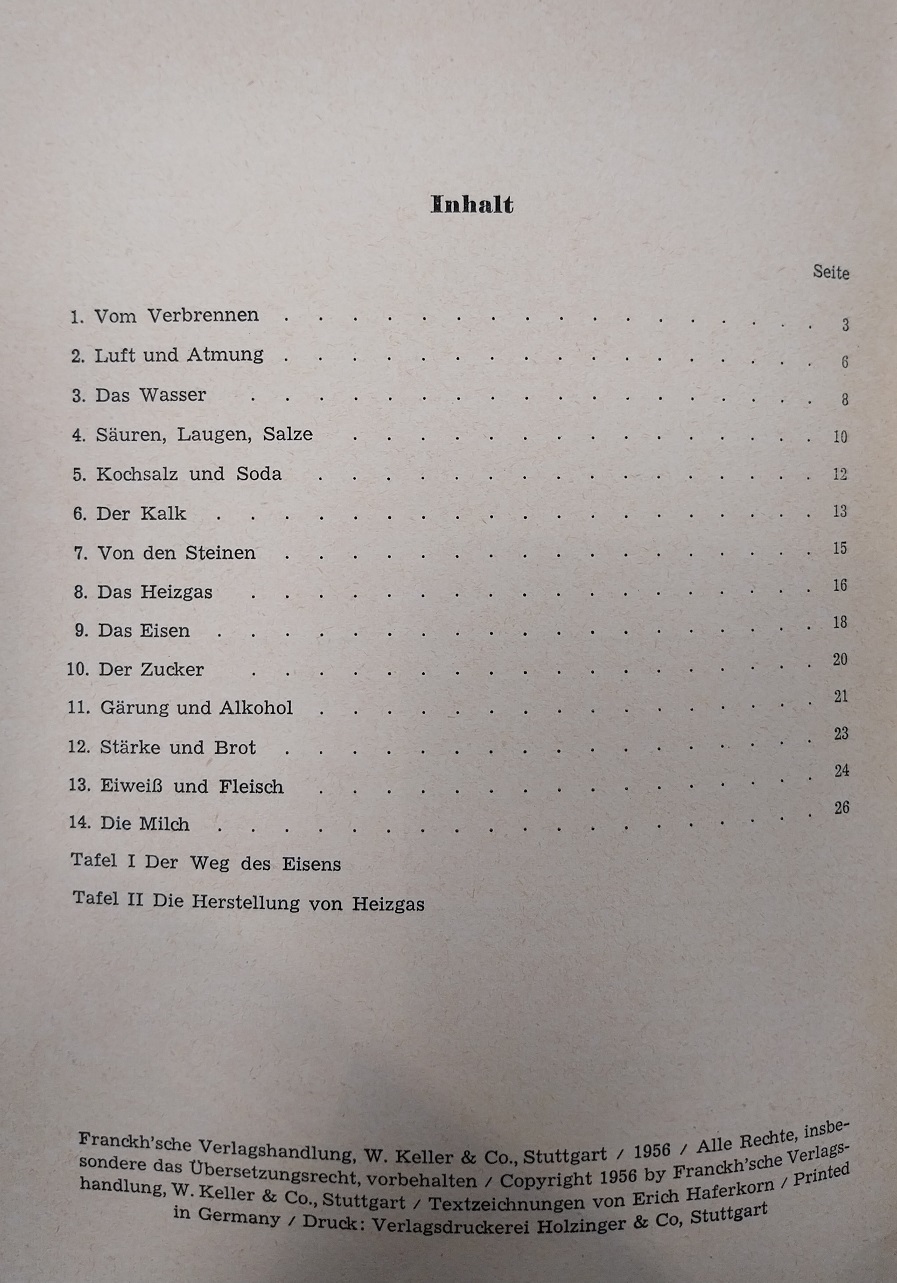 Inhalt
Seite
1. Vom Verbrennen . . . . . . . . . . . . . . . . 3
2. Luft und Atmung . . . . . . . . . . . . . . . . 6
3. Das Wasser . . . . . . . . . . . . . . . . . 8
4. Säuren, Laugen, Salze . . . . . . . . . . . . . . 10
5. Kochsalz und Soda . . . . . . . . . . . . . . . 12
6. Der Kalk . . . . . . . . . . . . . . . . . . 13
7. Von den Steinen . . . . . . . . . . . . . . . . 15
8. Das Heizgas . . . . . . . . . . . . . . . . . 16
9. Das Eisen . . . . . . . . . . . . . . . . . . 18
10. Der Zucker . . . . . . . . . . . . . . . . . 20
11. Gärung und Alkohol . . . . . . . . . . . . . . . 21
12. Stärke und Brot . . . . . . . . . . . . . . . . 23
13. Eiweiß und Fleisch . . . . . . . . . . . . . . . 24
14. Die Milch . . . . . . . . . . . . . . . . . . 26
Tafel I Der Weg des Eisens
Tafel II Die Herstellung von Heizgas
Franckh'sche Verlagshandlung, W. Keller & Co., Stuttgart / 1956 / Alle Rechte, insbe-
sondere das Übersetzungsrecht, vorbehalten / Copyright 1956 by Franckh'sche Verlags-
handlung, W. Keller & Co., Stuttgart / Textzeichnungen von Erich Haferkorn / Printed
in Germany / Druck: Verlagsdruckerei Holzinger & Co, Stuttgart